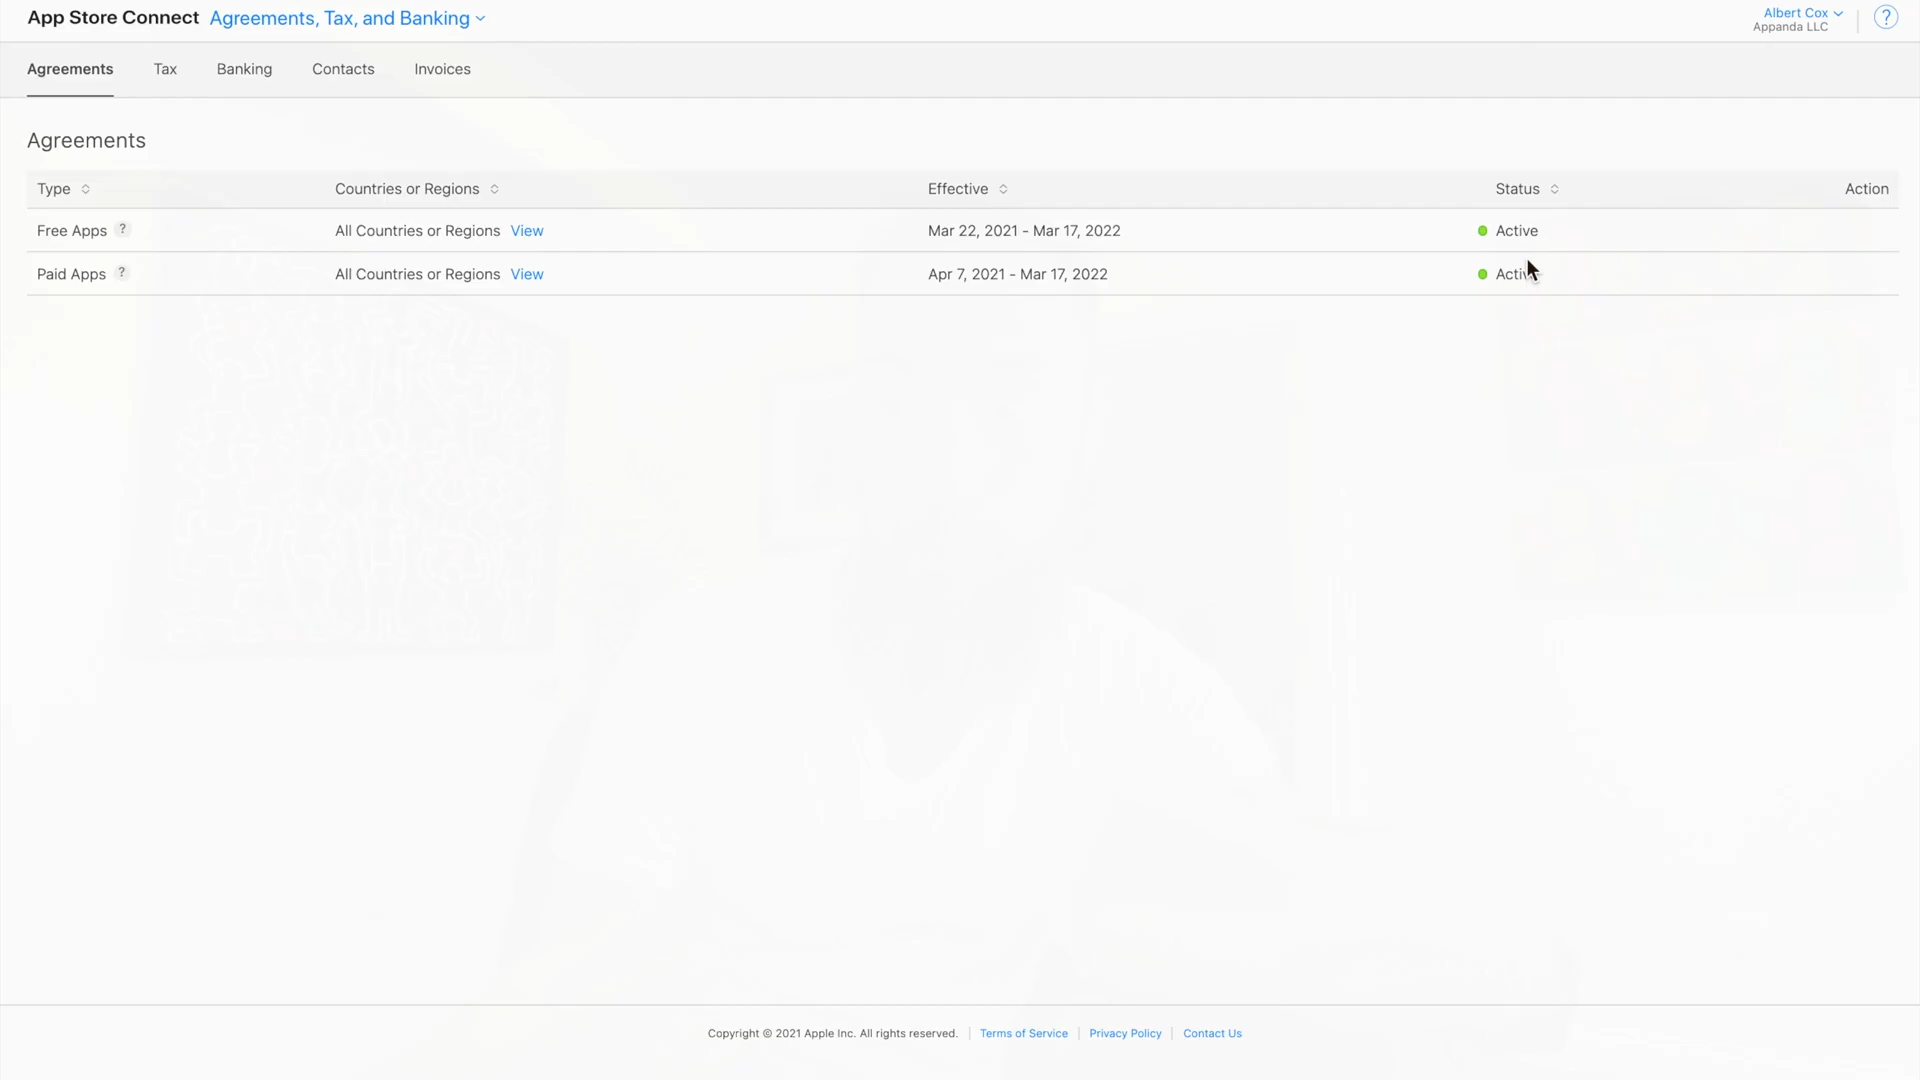 App Store Connect Agreements, Tax, and Banking
Albert Cox
Appanda LLC
?
Agreements Tax Banking Contacts Invoices
Agreements
Type Countries or Regions Effective Status Action
Free Apps ? All Countries or Regions View Mar 22, 2021 - Mar 17, 2022 Active
Paid Apps ? All Countries or Regions View Apr 7, 2021 - Mar 17, 2022 Active
Copyright © 2021 Apple Inc. All rights reserved. Terms of Service Privacy Policy Contact Us